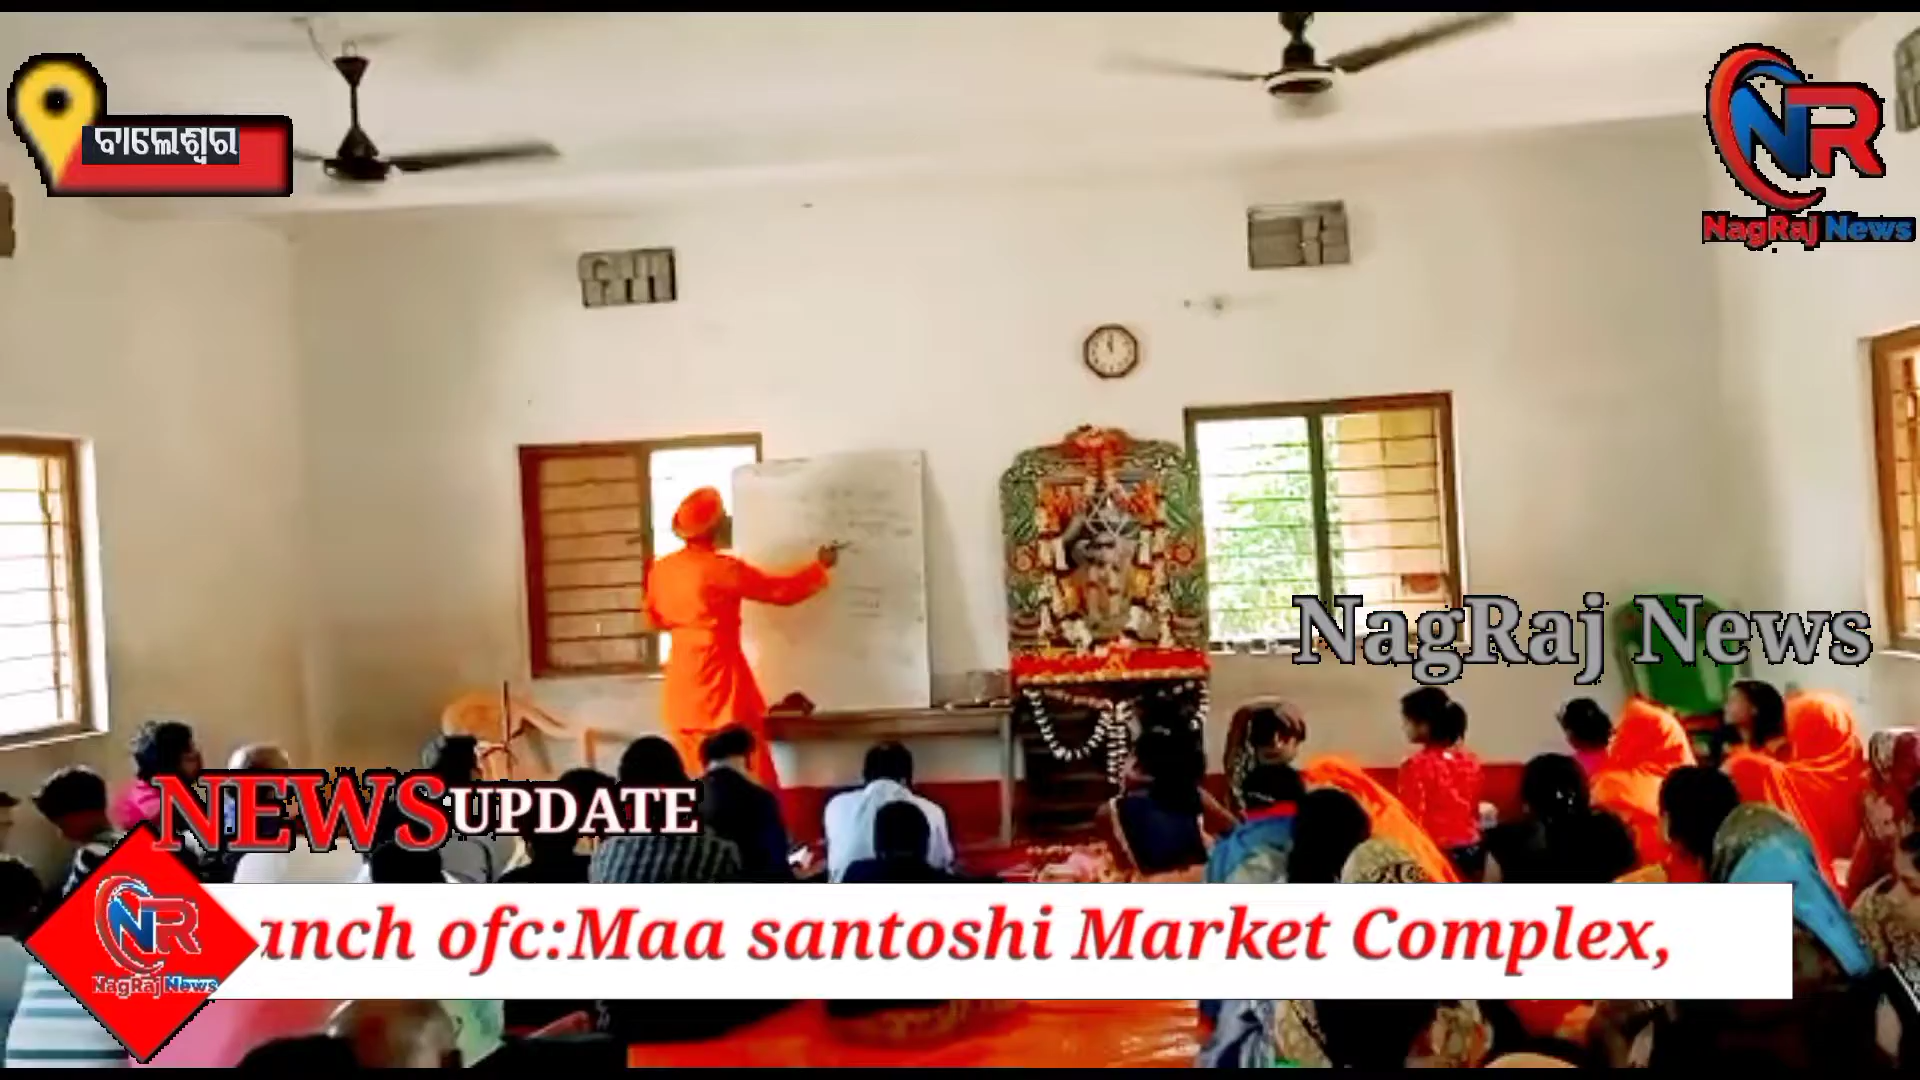 ବାଲେଶ୍ୱର
NR
NagRaj News
NagRaj News
NEWS UPDATE
NR
NagRaj News
anch ofc:Maa santoshi Market Complex,